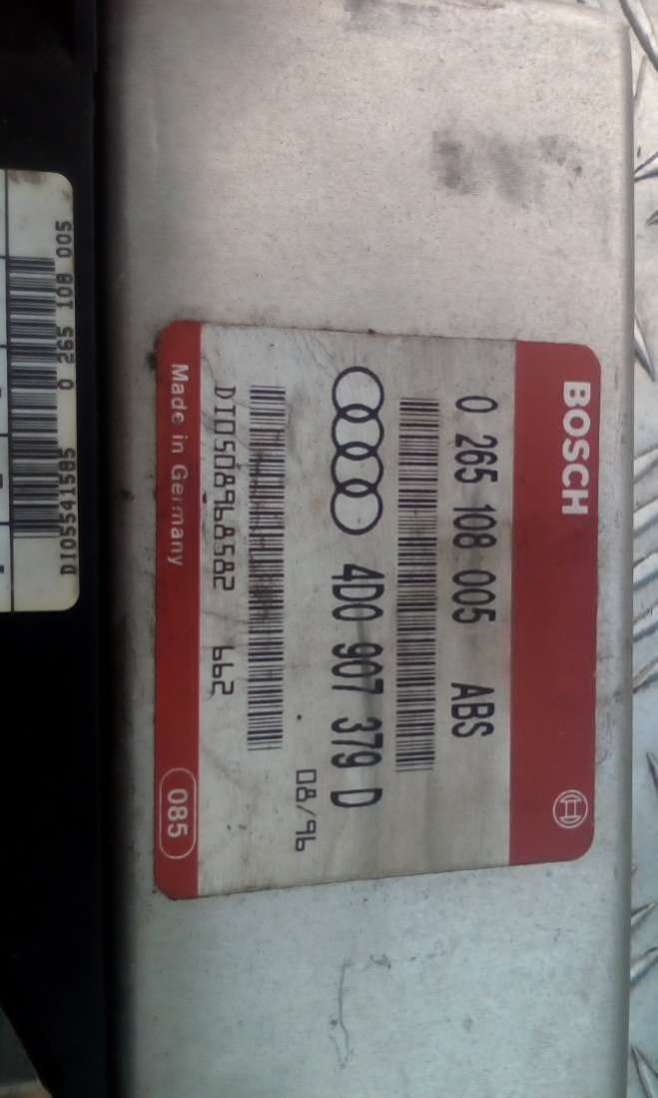 BOSCH
0 265 108 005 ABS
4D0 907 379 D
08/96
DI0508968582 662
Made in Germany
085
0 265 108 005
DI05541585